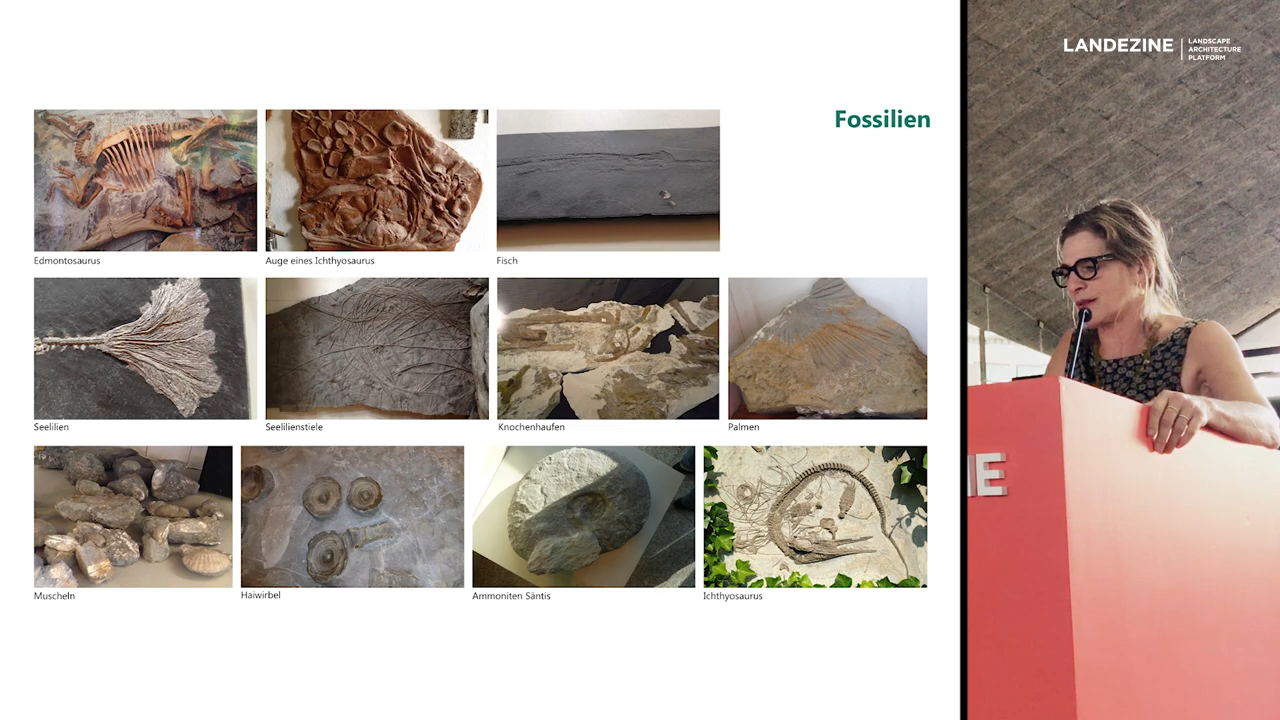 LANDEZINE
LANDSCAPE
ARCHITECTURE
PLATFORM
Fossilien
Edmontosaurus
Auge eines Ichthyosaurus
Fisch
Seelilien
Seelilienstiele
Knochenhaufen
Palmen
Muscheln
Haiwirbel
Ammoniten Säntis
Ichthyosaurus
NE